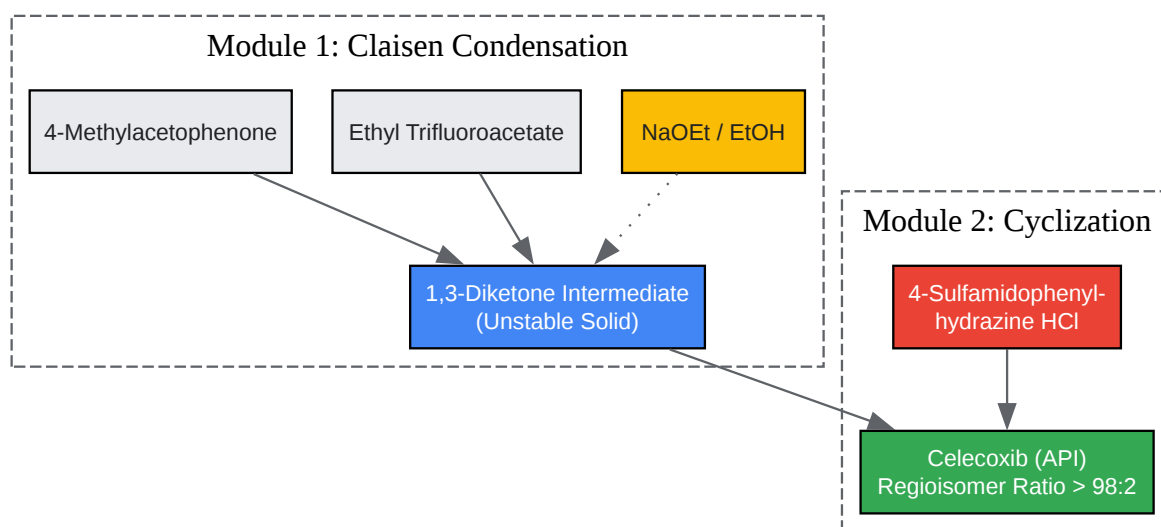 Module 1: Claisen Condensation
4-Methylacetophenone
Ethyl Trifluoroacetate
NaOEt / EtOH
1,3-Diketone Intermediate
(Unstable Solid)
Module 2: Cyclization
4-Sulfamidophenyl-
hydrazine HCl
Celecoxib (API)
Regioisomer Ratio > 98:2